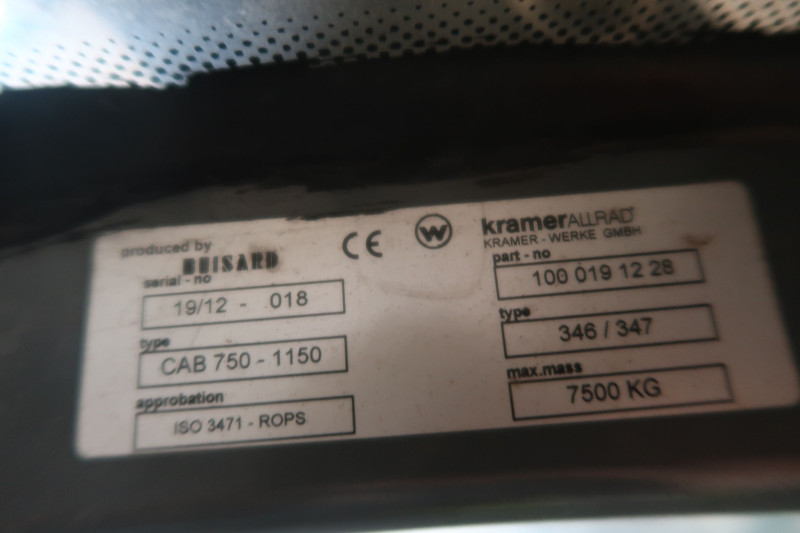 produced by
BUISARD
serial - no
19/12 - 018
type
CAB 750 - 1150
approbation
ISO 3471 - ROPS
CE
W
kramerALLRAD
KRAMER - WERKE GMBH
part - no
100 019 12 28
type
346 / 347
max.mass
7500 KG